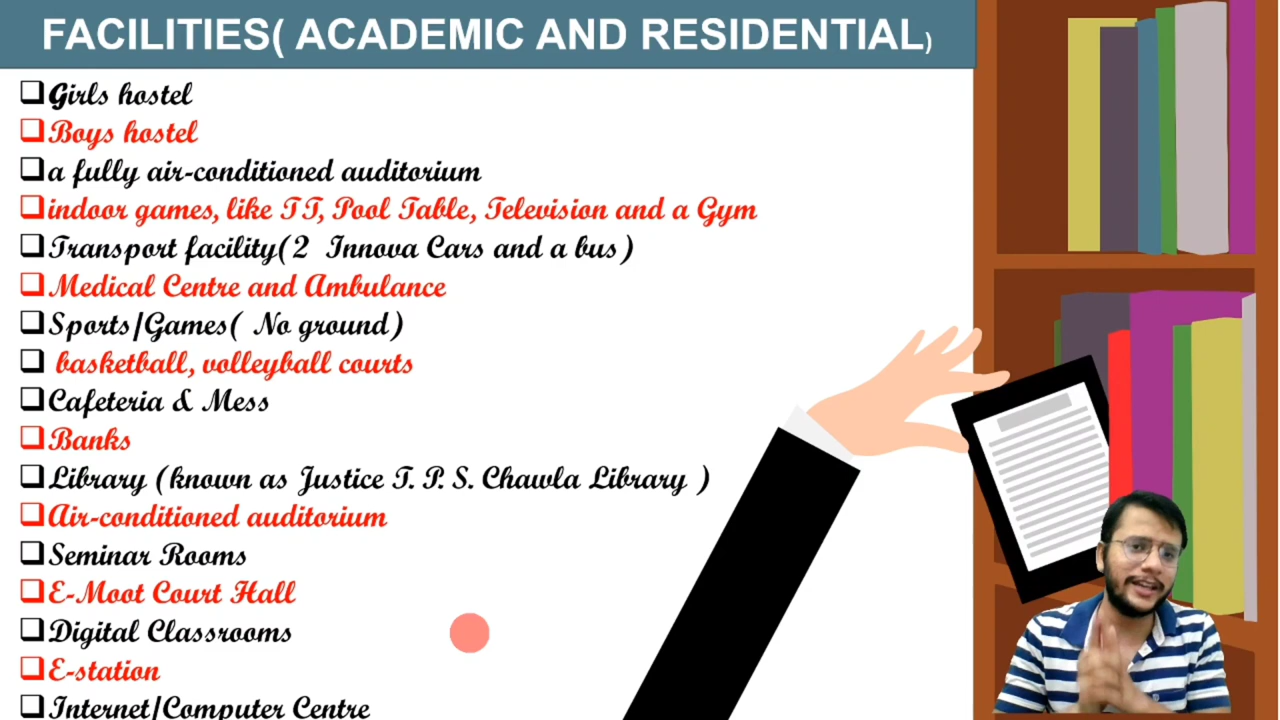 FACILITIES( ACADEMIC AND RESIDENTIAL)
Girls hostel
Boys hostel
a fully air-conditioned auditorium
indoor games, like TT, Pool Table, Television and a Gym
Transport facility(2 Innova Cars and a bus)
Medical Centre and Ambulance
Sports/Games( No ground)
basketball, volleyball courts
Cafeteria & Mess
Banks
Library (known as Justice T. P. S. Chawla Library )
Air-conditioned auditorium
Seminar Rooms
E-Moot Court Hall
Digital Classrooms
E-station
Internet/Computer Centre